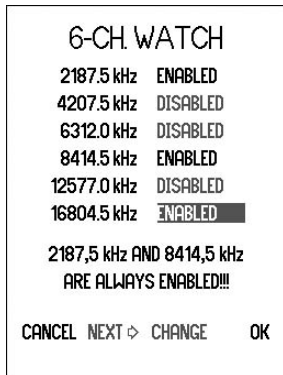 6-CH. WATCH
2187.5 kHz ENABLED
4207.5 kHz DISABLED
6312.0 kHz DISABLED
8414.5 kHz ENABLED
12577.0 kHz DISABLED
16804.5 kHz ENABLED
2187,5 kHz AND 8414,5 kHz
ARE ALWAYS ENABLED!!!
CANCEL NEXT ⇨ CHANGE OK